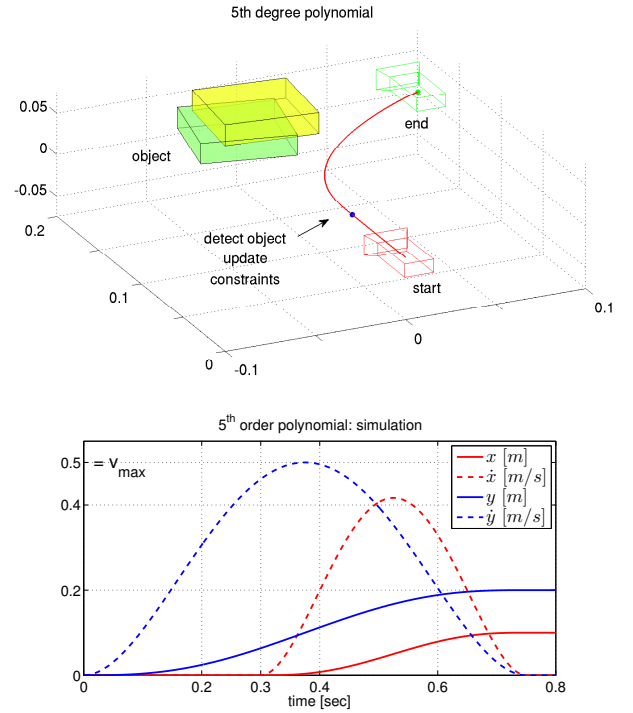 5th degree polynomial
0.05
0
-0.05
0.2
0.1
0
-0.1
0
0.1
object
end
detect object
update
constraints
start
5th order polynomial: simulation
0.5
= vmax
0.4
0.2
0
0
0.2
0.3
0.4
0.6
0.8
time [sec]
x [m]
ẋ [m/s]
y [m]
ẏ [m/s]